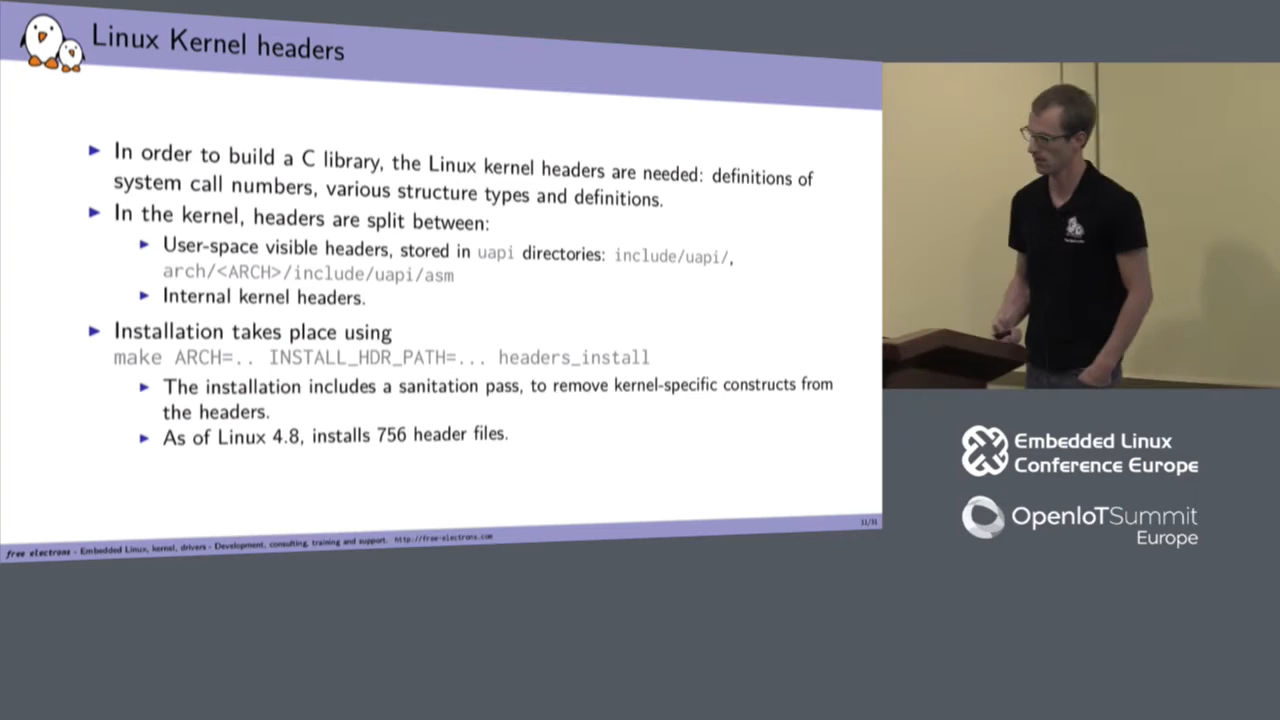 Linux Kernel headers
In order to build a C library, the Linux kernel headers are needed: definitions of
system call numbers, various structure types and definitions.
In the kernel, headers are split between:
User-space visible headers, stored in uapi directories: include/uapi/,
arch/<ARCH>/include/uapi/asm
Internal kernel headers.
Installation takes place using
make ARCH=.. INSTALL_HDR_PATH=... headers_install
The installation includes a sanitation pass, to remove kernel-specific constructs from
the headers.
As of Linux 4.8, installs 756 header files.
free electrons - Embedded Linux, kernel, drivers - Development, consulting, training and support. http://free-electrons.com
Embedded Linux
Conference Europe
OpenIoTSummit
Europe